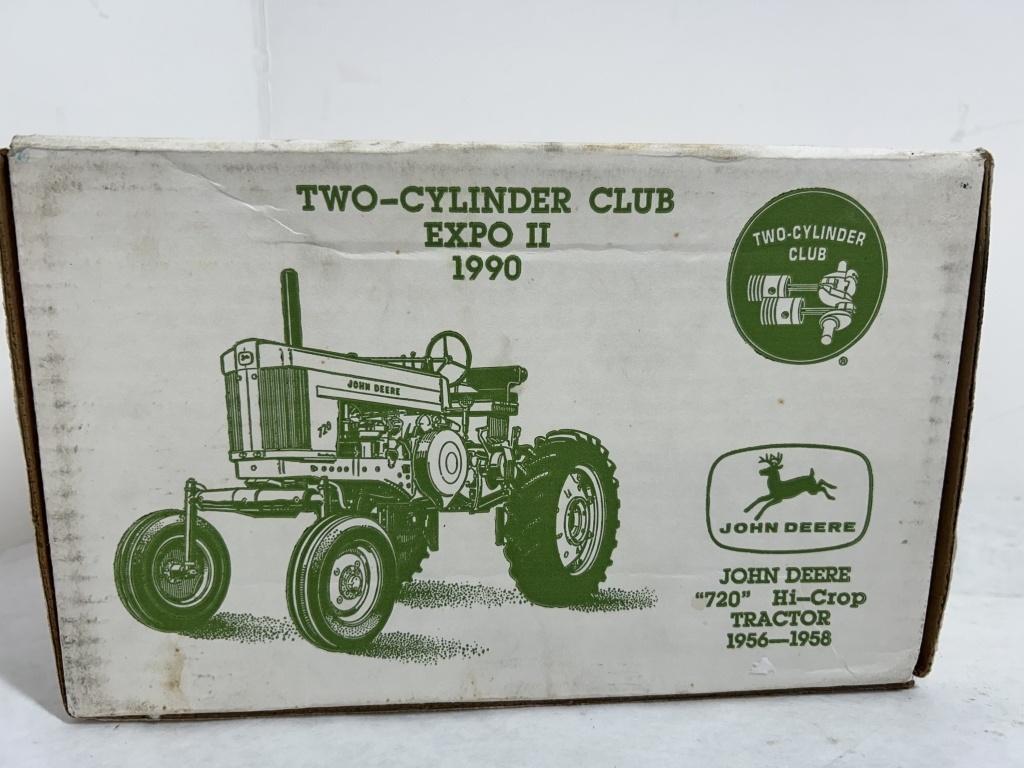 TWO-CYLINDER CLUB
EXPO II
1990
TWO-CYLINDER
CLUB
®
JOHN DEERE
720
JOHN DEERE
JOHN DEERE
"720" Hi-Crop
TRACTOR
1956—1958